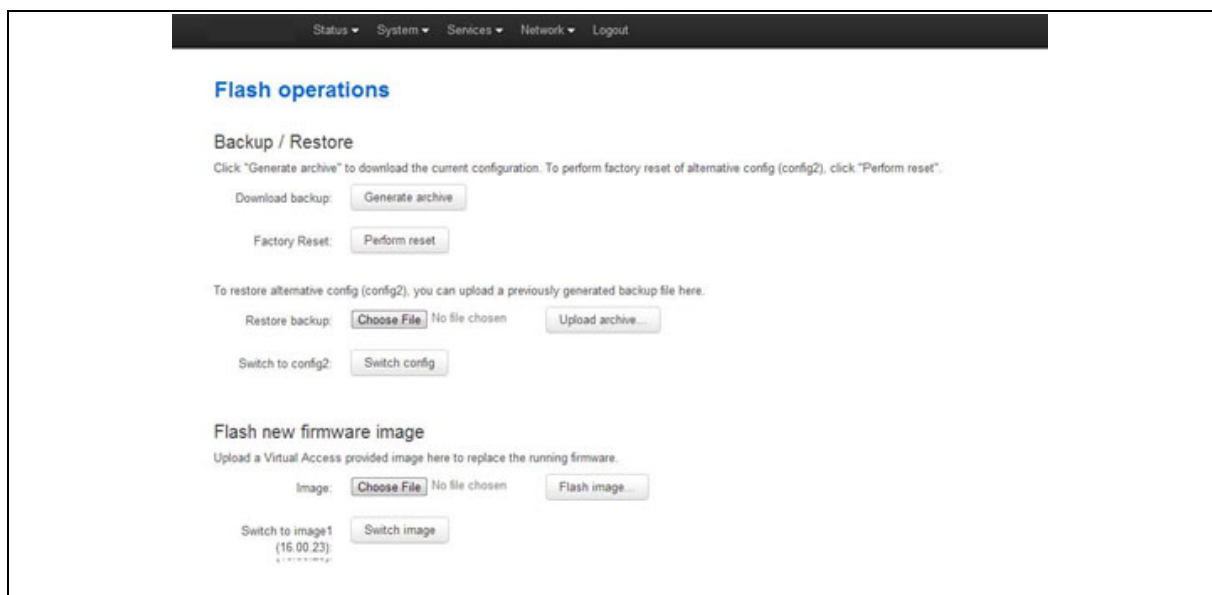 Status System Services Network Logout
Flash operations
Backup / Restore
Click "Generate archive" to download the current configuration. To perform factory reset of alternative config (config2), click "Perform reset".
Download backup: Generate archive
Factory Reset: Perform reset
To restore alternative config (config2), you can upload a previously generated backup file here.
Restore backup: Choose File No file chosen Upload archive...
Switch to config2: Switch config
Flash new firmware image
Upload a Virtual Access provided image here to replace the running firmware.
Image: Choose File No file chosen Flash image...
Switch to image1 Switch image
(16.00.23):